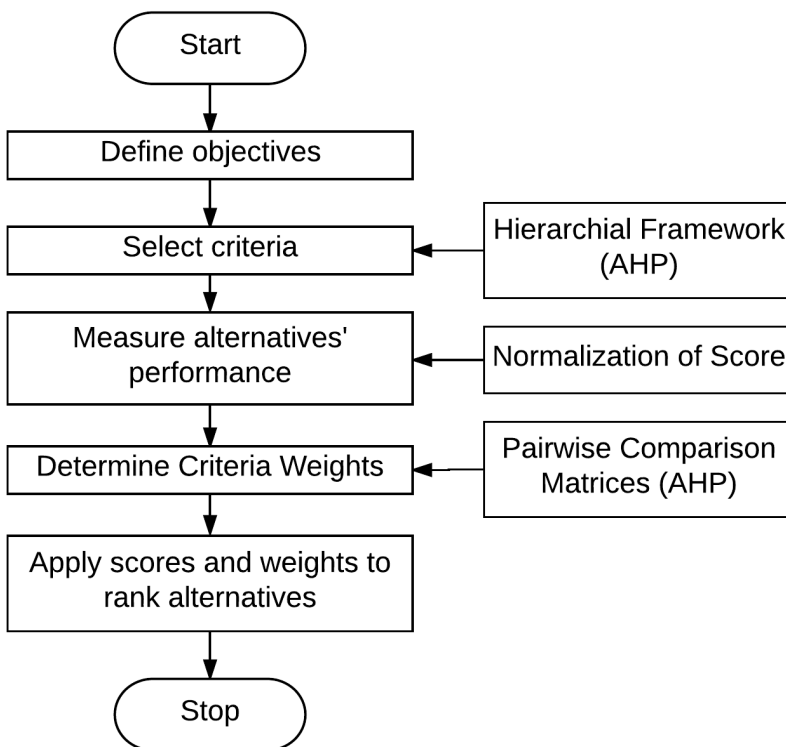 Start
Define objectives
Select criteria
Hierarchial Framework
(AHP)
Measure alternatives'
performance
Normalization of Score
Determine Criteria Weights
Pairwise Comparison
Matrices (AHP)
Apply scores and weights to
rank alternatives
Stop